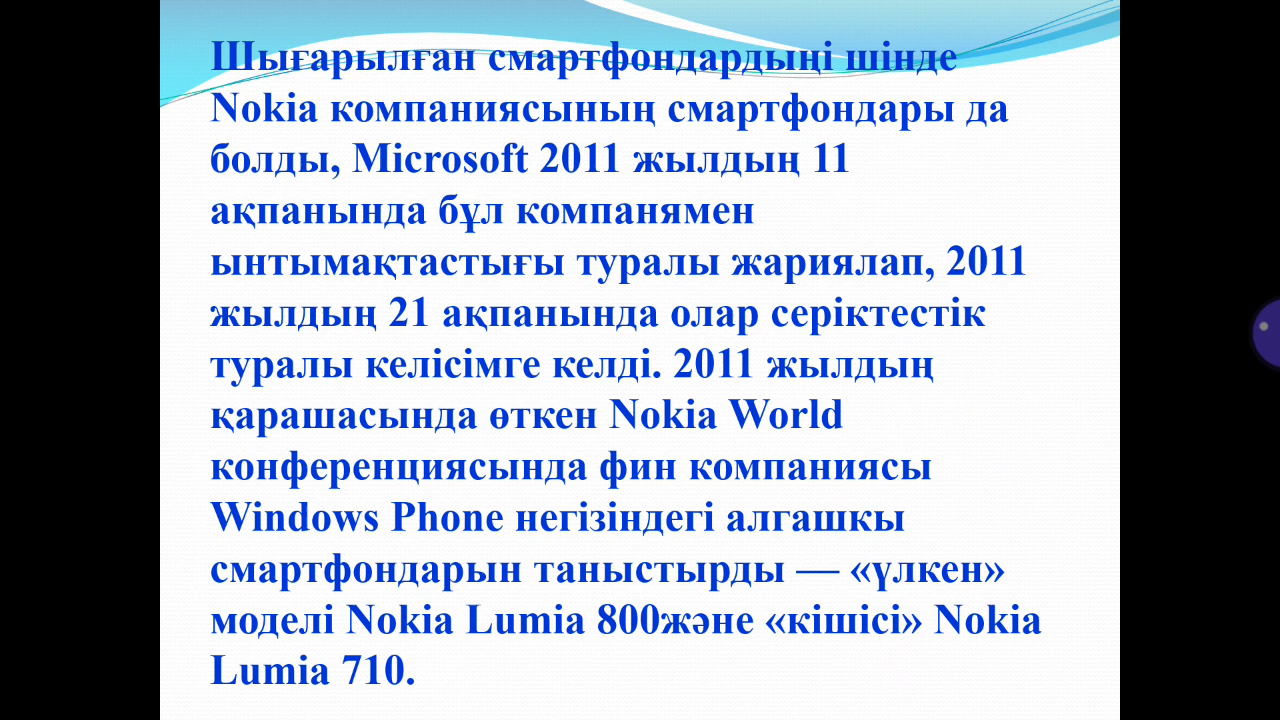 Шығарылған смартфондардыңі шінде
Nokia компаниясының смартфондары да
болды, Microsoft 2011 жылдың 11
ақпанында бұл компанямен
ынтымақтастығы туралы жариялап, 2011
жылдың 21 ақпанында олар серіктестік
туралы келісімге келді. 2011 жылдың
қарашасында өткен Nokia World
конференциясында фин компаниясы
Windows Phone негізіндегі алгашкы
смартфондарын таныстырды — «үлкен»
моделі Nokia Lumia 800және «кішісі» Nokia
Lumia 710.